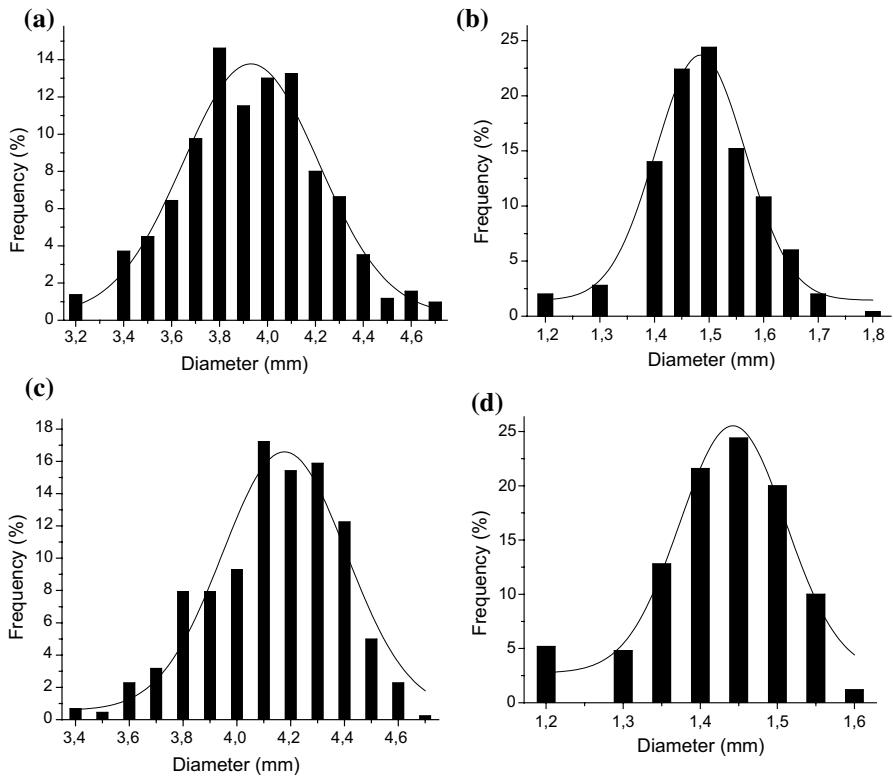 (a)
14
12
10
8
6
4
2
0
Frequency (%)
3,2 3,4 3,6 3,8 4,0 4,2 4,4 4,6
Diameter (mm)
(b)
25
20
15
10
5
0
Frequency (%)
1,2 1,3 1,4 1,5 1,6 1,7 1,8
Diameter (mm)
(c)
18
16
14
12
10
8
6
4
2
0
Frequency (%)
3,4 3,6 3,8 4,0 4,2 4,4 4,6
Diameter (mm)
(d)
25
20
15
10
5
0
Frequency (%)
1,2 1,3 1,4 1,5 1,6
Diameter (mm)